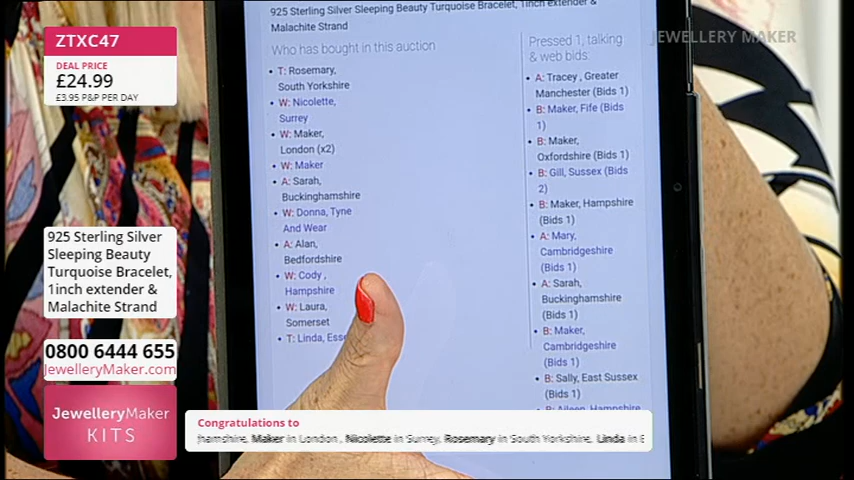 ZTXC47
DEAL PRICE
£24.99
£3.95 P&P PER DAY
925 Sterling Silver
Sleeping Beauty
Turquoise Bracelet,
1inch extender &
Malachite Strand
0800 6444 655
JewelleryMaker.com
JewelleryMaker
KITS
925 Sterling Silver Sleeping Beauty Turquoise Bracelet, 1inch extender &
Malachite Strand
Who has bought in this auction
• T: Rosemary,
South Yorkshire
• W: Nicolette,
Surrey
• W: Maker,
London (x2)
• W: Maker
• A: Sarah,
Buckinghamshire
• W: Donna, Tyne
And Wear
• A: Alan,
Bedfordshire
• W: Cody ,
Hampshire
• W: Laura,
Somerset
• T: Linda, Esse
Pressed 1, talking
& web bids:
• A: Tracey , Greater
Manchester (Bids 1)
• B: Maker, Fife (Bids
1)
• B: Maker,
Oxfordshire (Bids 1)
• B: Gill, Sussex (Bids
2)
• B: Maker, Hampshire
(Bids 1)
• A: Mary,
Cambridgeshire
(Bids 1)
• A: Sarah,
Buckinghamshire
(Bids 1)
• B: Maker,
Cambridgeshire
(Bids 1)
• B: Sally, East Sussex
(Bids 1)
• B: Aileen, Hampshire
JEWELLERY MAKER
Congratulations to
hamshire, Maker in London , Nicolette in Surrey, Rosemary in South Yorkshire, Linda in E